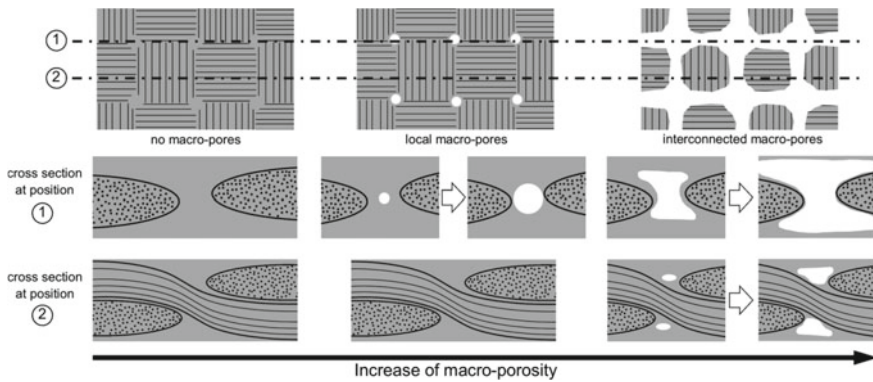 1
2
no macro-pores
local macro-pores
interconnected macro-pores
cross section
at position
1
cross section
at position
2
Increase of macro-porosity